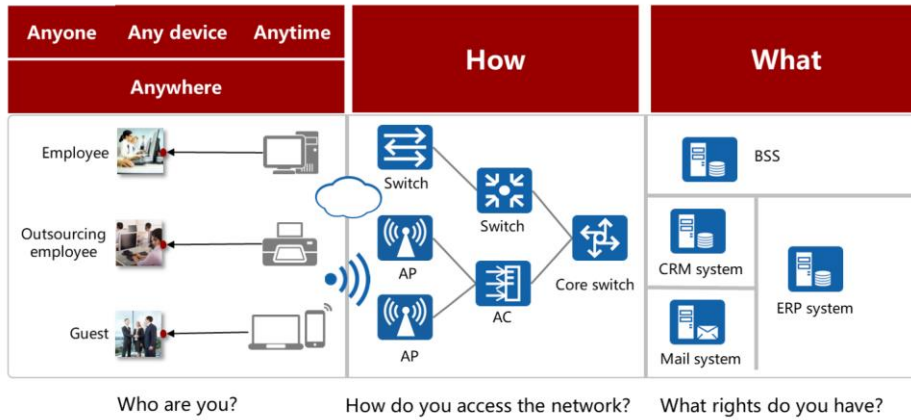 Anyone Any device Anytime
Anywhere
How
What
Employee
Outsourcing
employee
Guest
Switch
Switch
AP
AP
AC
Core switch
BSS
CRM system
ERP system
Mail system
Who are you?
How do you access the network?
What rights do you have?